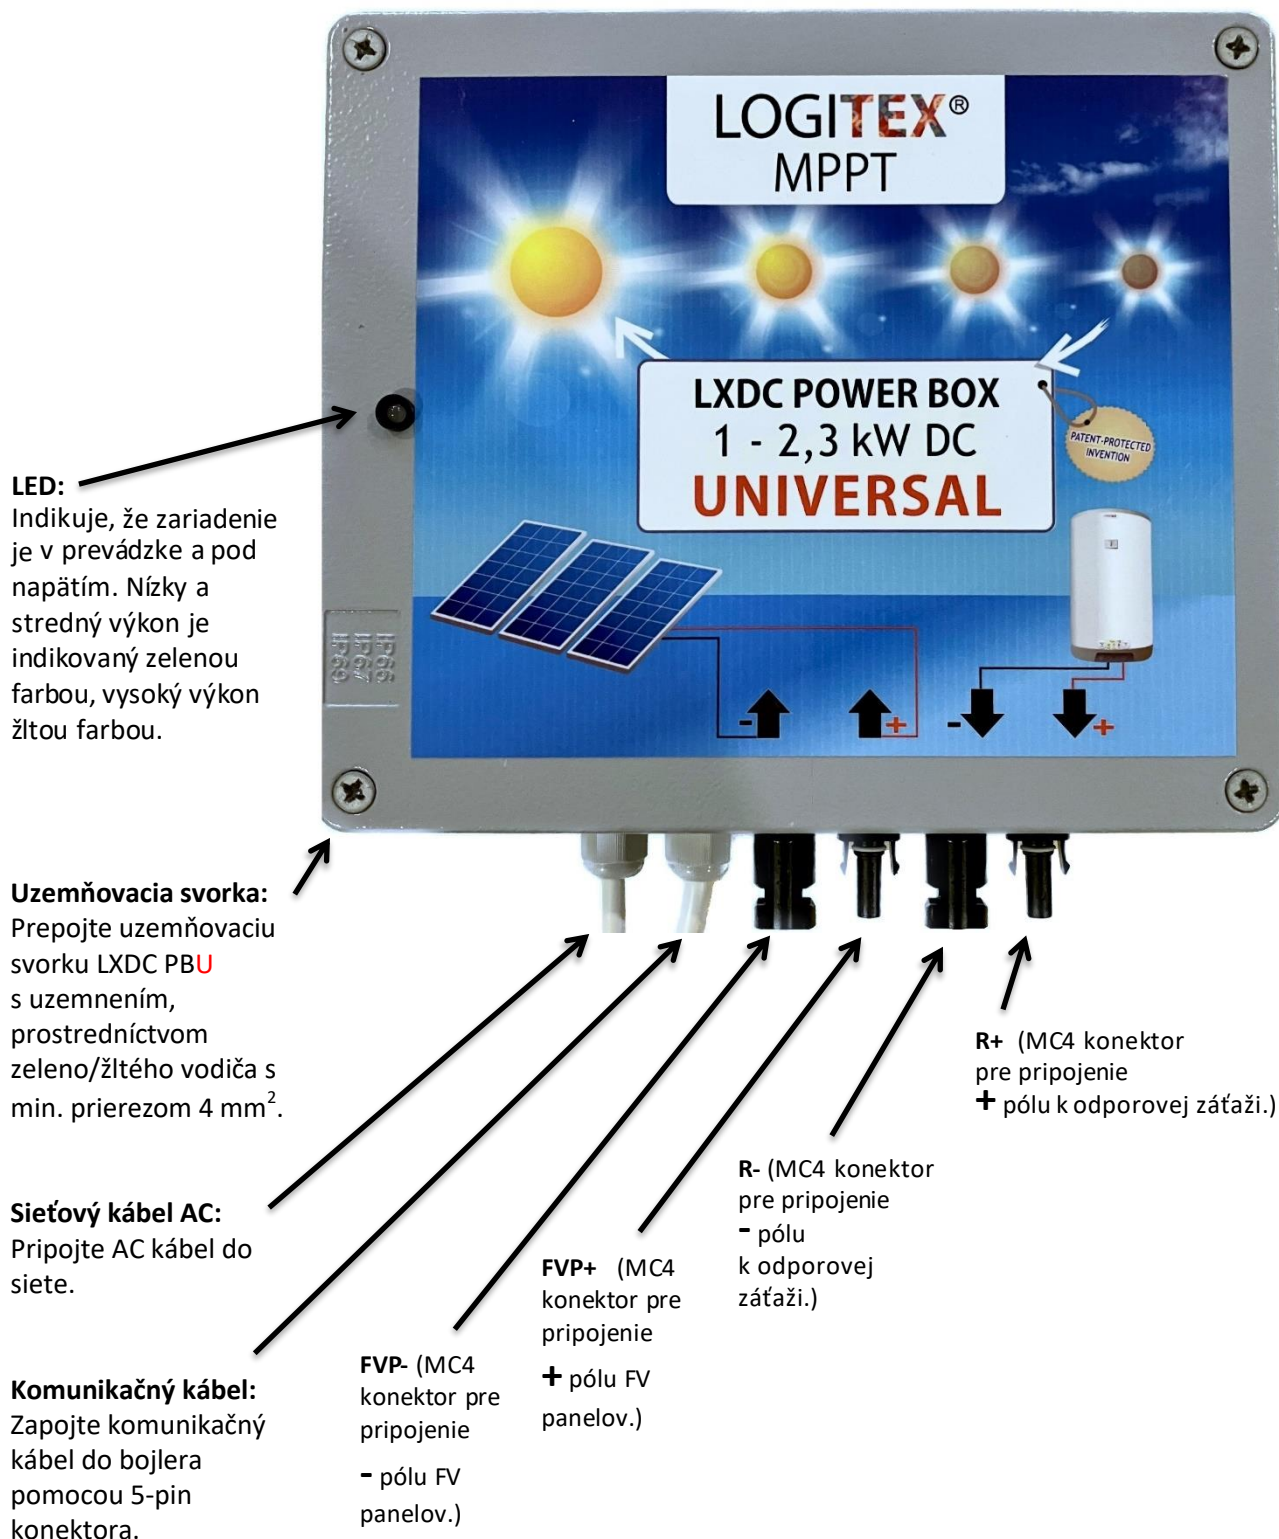 LOGITEX®
MPPT
LXDC POWER BOX
1 - 2,3 kW DC
UNIVERSAL
PATENT-PROTECTED
INVENTION
IP66
IP67
IP69
-
+
-
+
LED:
Indikuje, že zariadenie
je v prevádzke a pod
napätím. Nízky a
stredný výkon je
indikovaný zelenou
farbou, vysoký výkon
žltou farbou.
Uzemňovacia svorka:
Prepojte uzemňovaciu
svorku LXDC PBU
s uzemnením,
prostredníctvom
zeleno/žltého vodiča s
min. prierezom 4 mm².
Sieťový kábel AC:
Pripojte AC kábel do
siete.
Komunikačný kábel:
Zapojte komunikačný
kábel do bojlera
pomocou 5-pin
konektora.
FVP- (MC4
konektor pre
pripojenie
- pólu FV
panelov.)
FVP+ (MC4
konektor pre
pripojenie
+ pólu FV
panelov.)
R- (MC4 konektor
pre pripojenie
- pólu
k odporovej
záťaži.)
R+ (MC4 konektor
pre pripojenie
+ pólu k odporovej záťaži.)